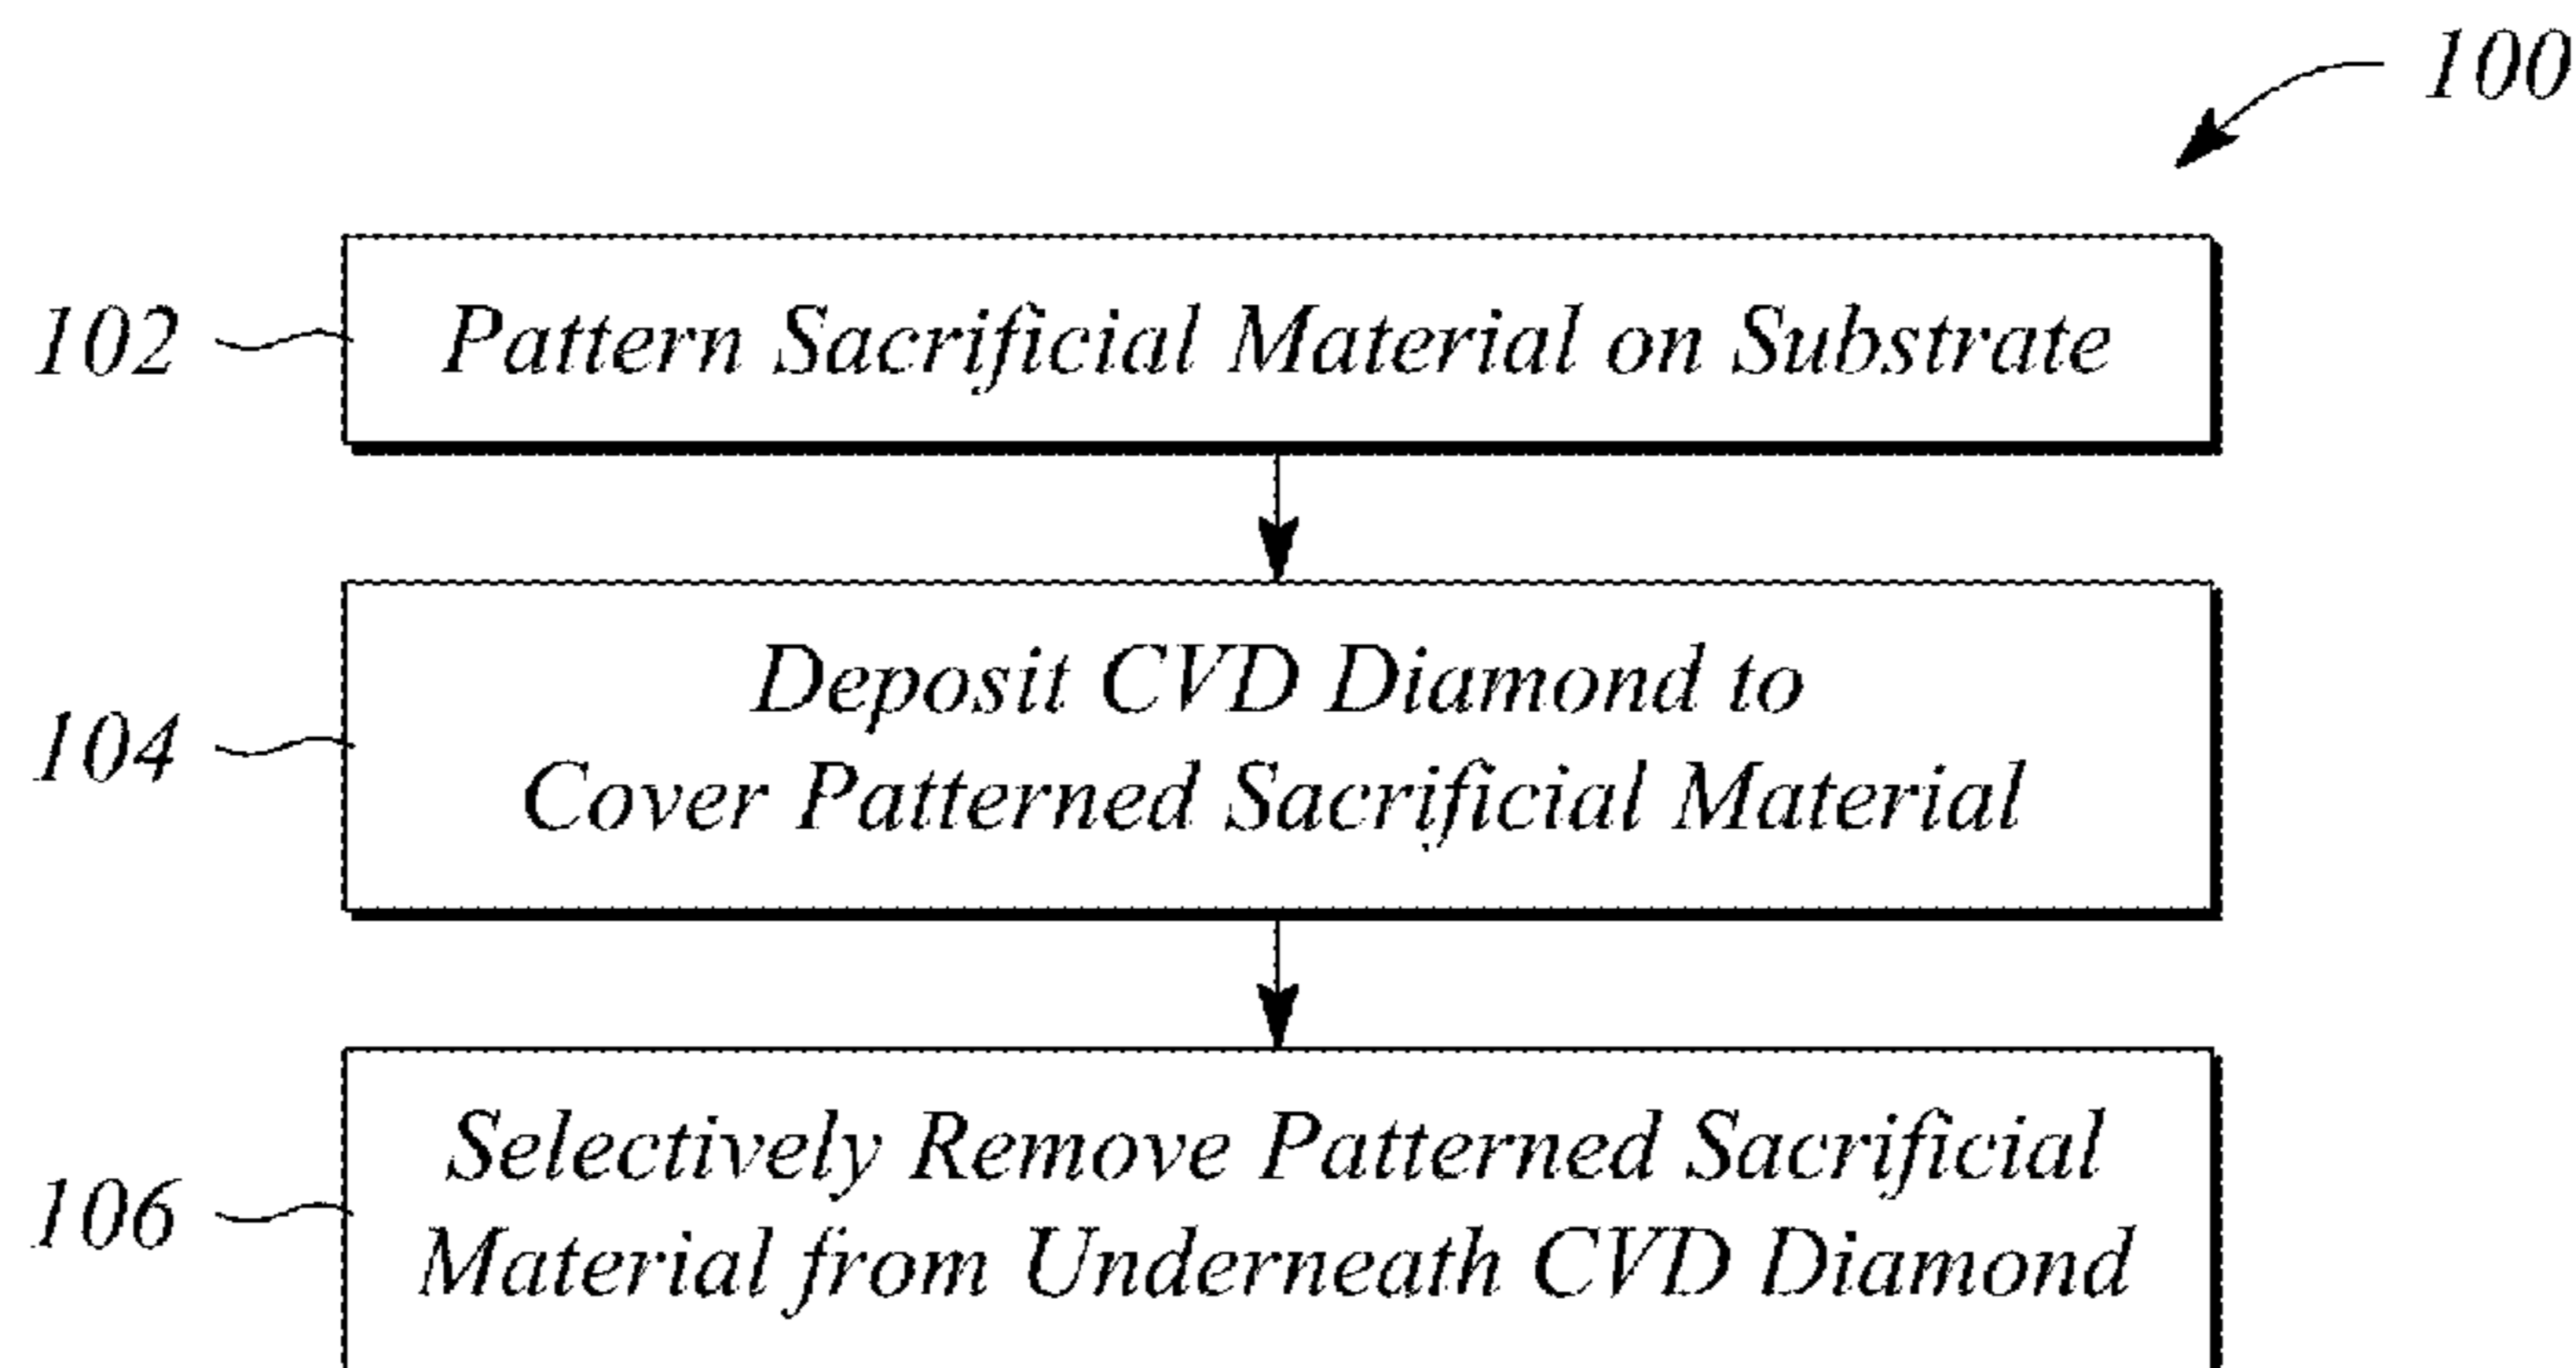 100
102
Pattern Sacrificial Material on Substrate
104
Deposit CVD Diamond to
Cover Patterned Sacrificial Material
106
Selectively Remove Patterned Sacrificial
Material from Underneath CVD Diamond